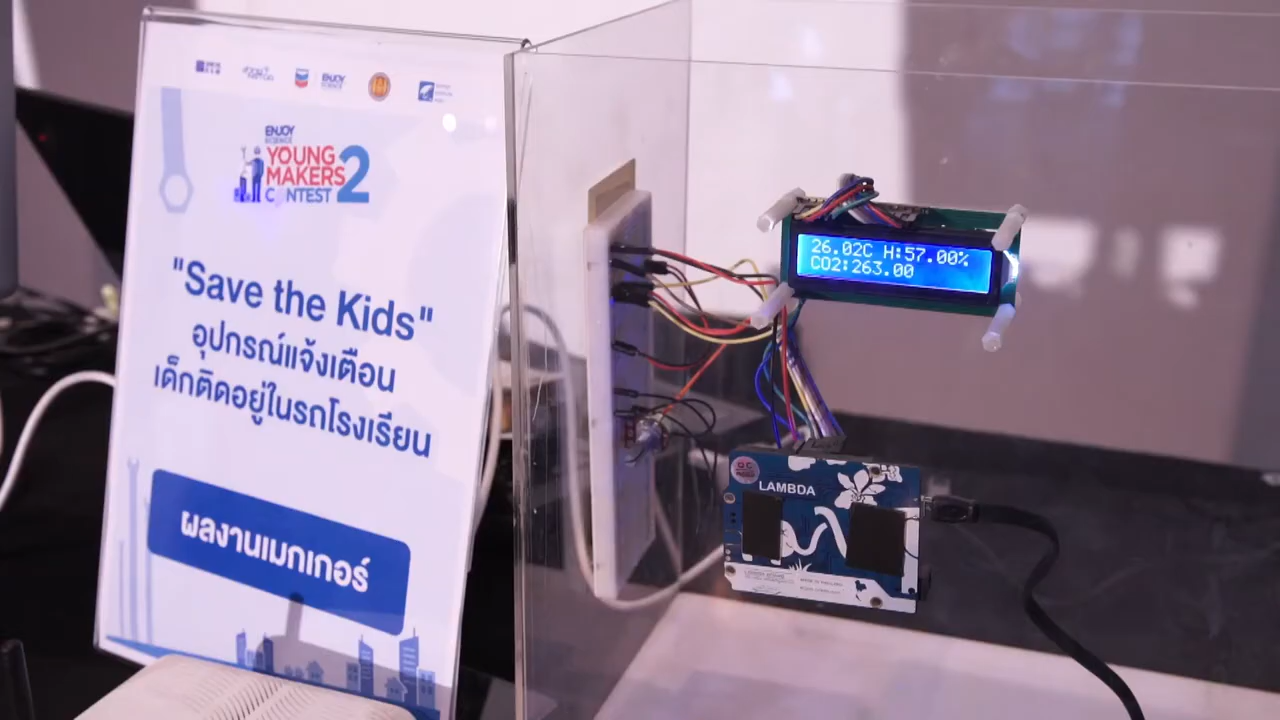 ENJOY
SCIENCE
ENJOY
SCIENCE
YOUNG
MAKERS 2
CONTEST
"Save the Kids"
อุปกรณ์แจ้งเตือน
เด็กติดอยู่ในรถโรงเรียน
ผลงานเมกเกอร์
26.02C H:57.00%
CO2:263.00
LAMBDA